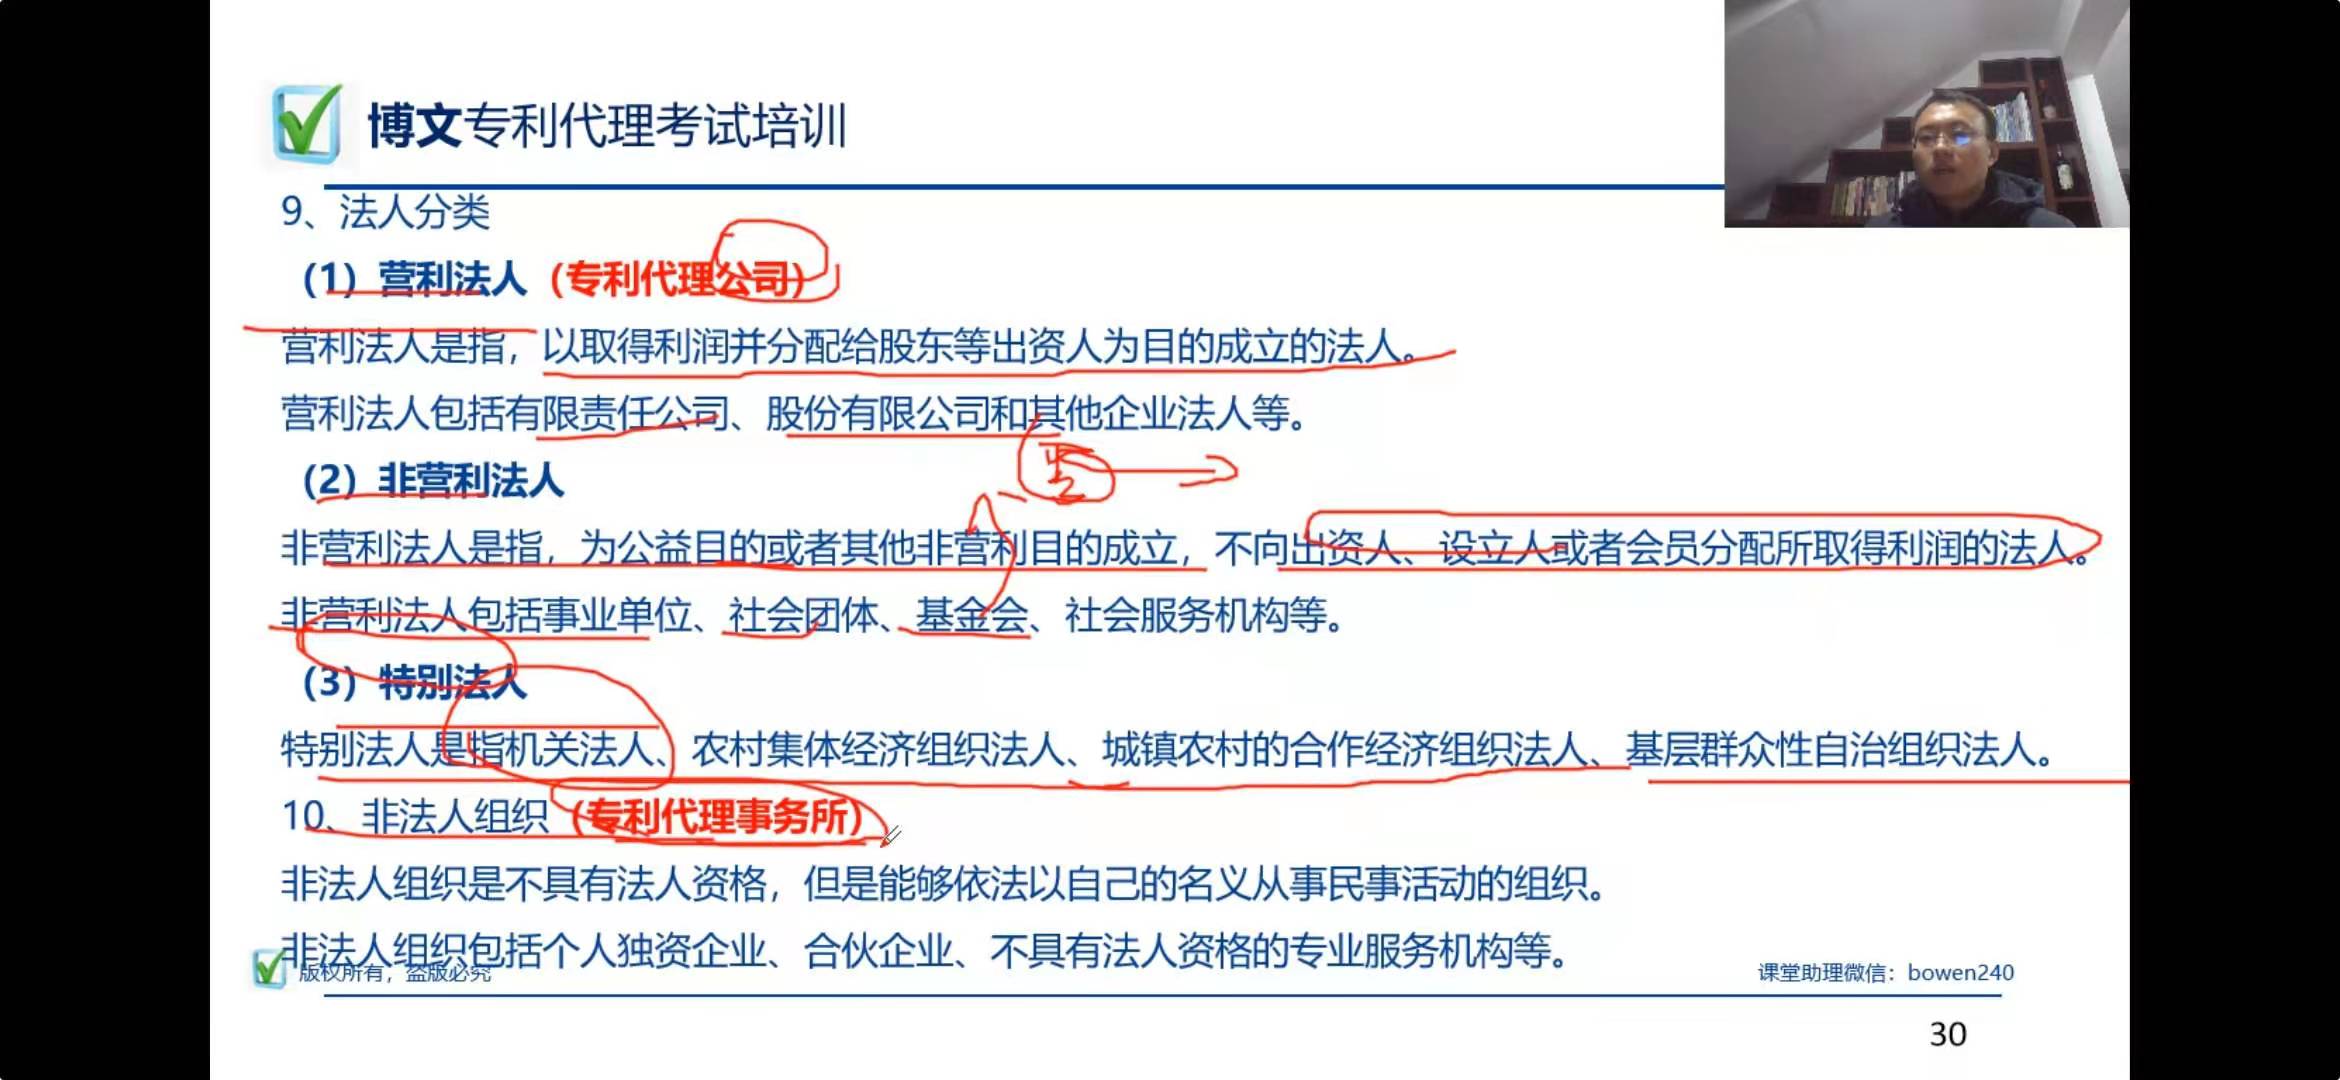 博文专利代理考试培训
9、法人分类
（1）营利法人（专利代理公司）
营利法人是指，以取得利润并分配给股东等出资人为目的成立的法人。
营利法人包括有限责任公司、股份有限公司和其他企业法人等。
（2）非营利法人
非营利法人是指，为公益目的或者其他非营利目的成立，不向出资人、设立人或者会员分配所取得利润的法人。
非营利法人包括事业单位、社会团体、基金会、社会服务机构等。
（3）特别法人
特别法人是指机关法人、农村集体经济组织法人、城镇农村的合作经济组织法人、基层群众性自治组织法人。
10、非法人组织（专利代理事务所）
非法人组织是不具有法人资格，但是能够依法以自己的名义从事民事活动的组织。
非法人组织包括个人独资企业、合伙企业、不具有法人资格的专业服务机构等。
版权所有，盗版必究
课堂助理微信：bowen240
30